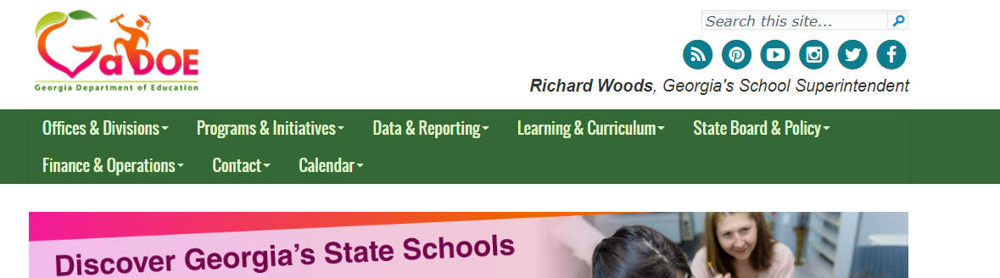 GaDOE
Georgia Department of Education
Search this site...
Richard Woods, Georgia's School Superintendent
Offices & Divisions Programs & Initiatives Data & Reporting Learning & Curriculum State Board & Policy
Finance & Operations Contact Calendar
Discover Georgia's State Schools